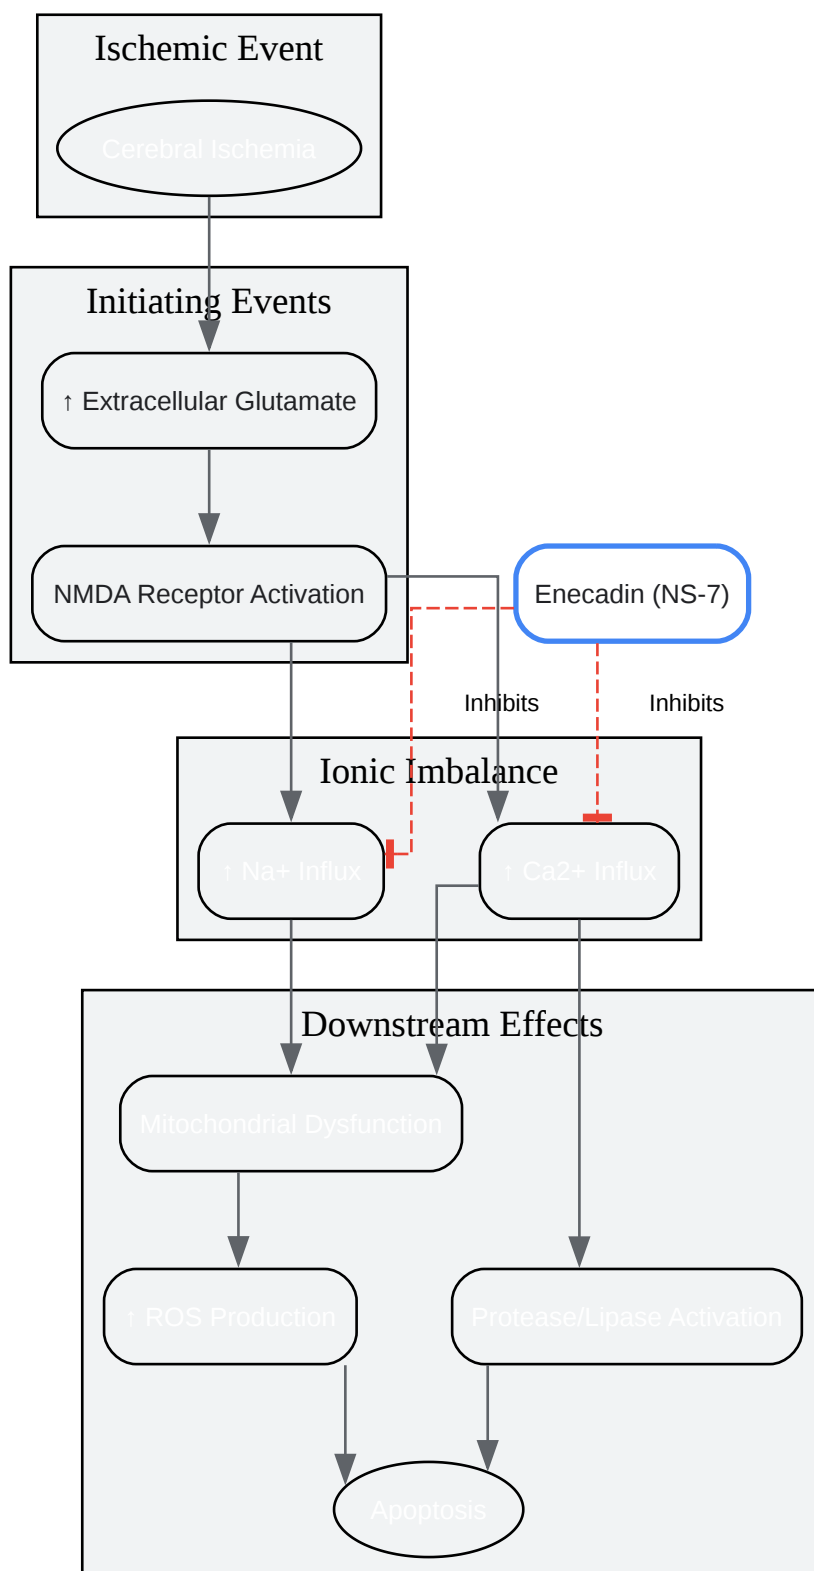 Ischemic Event
Cerebral Ischemia
Initiating Events
↑ Extracellular Glutamate
NMDA Receptor Activation
Enecadin (NS-7)
Inhibits
Inhibits
Ionic Imbalance
↑ Na+ Influx
↑ Ca2+ Influx
Downstream Effects
Mitochondrial Dysfunction
↑ ROS Production
Protease/Lipase Activation
Apoptosis